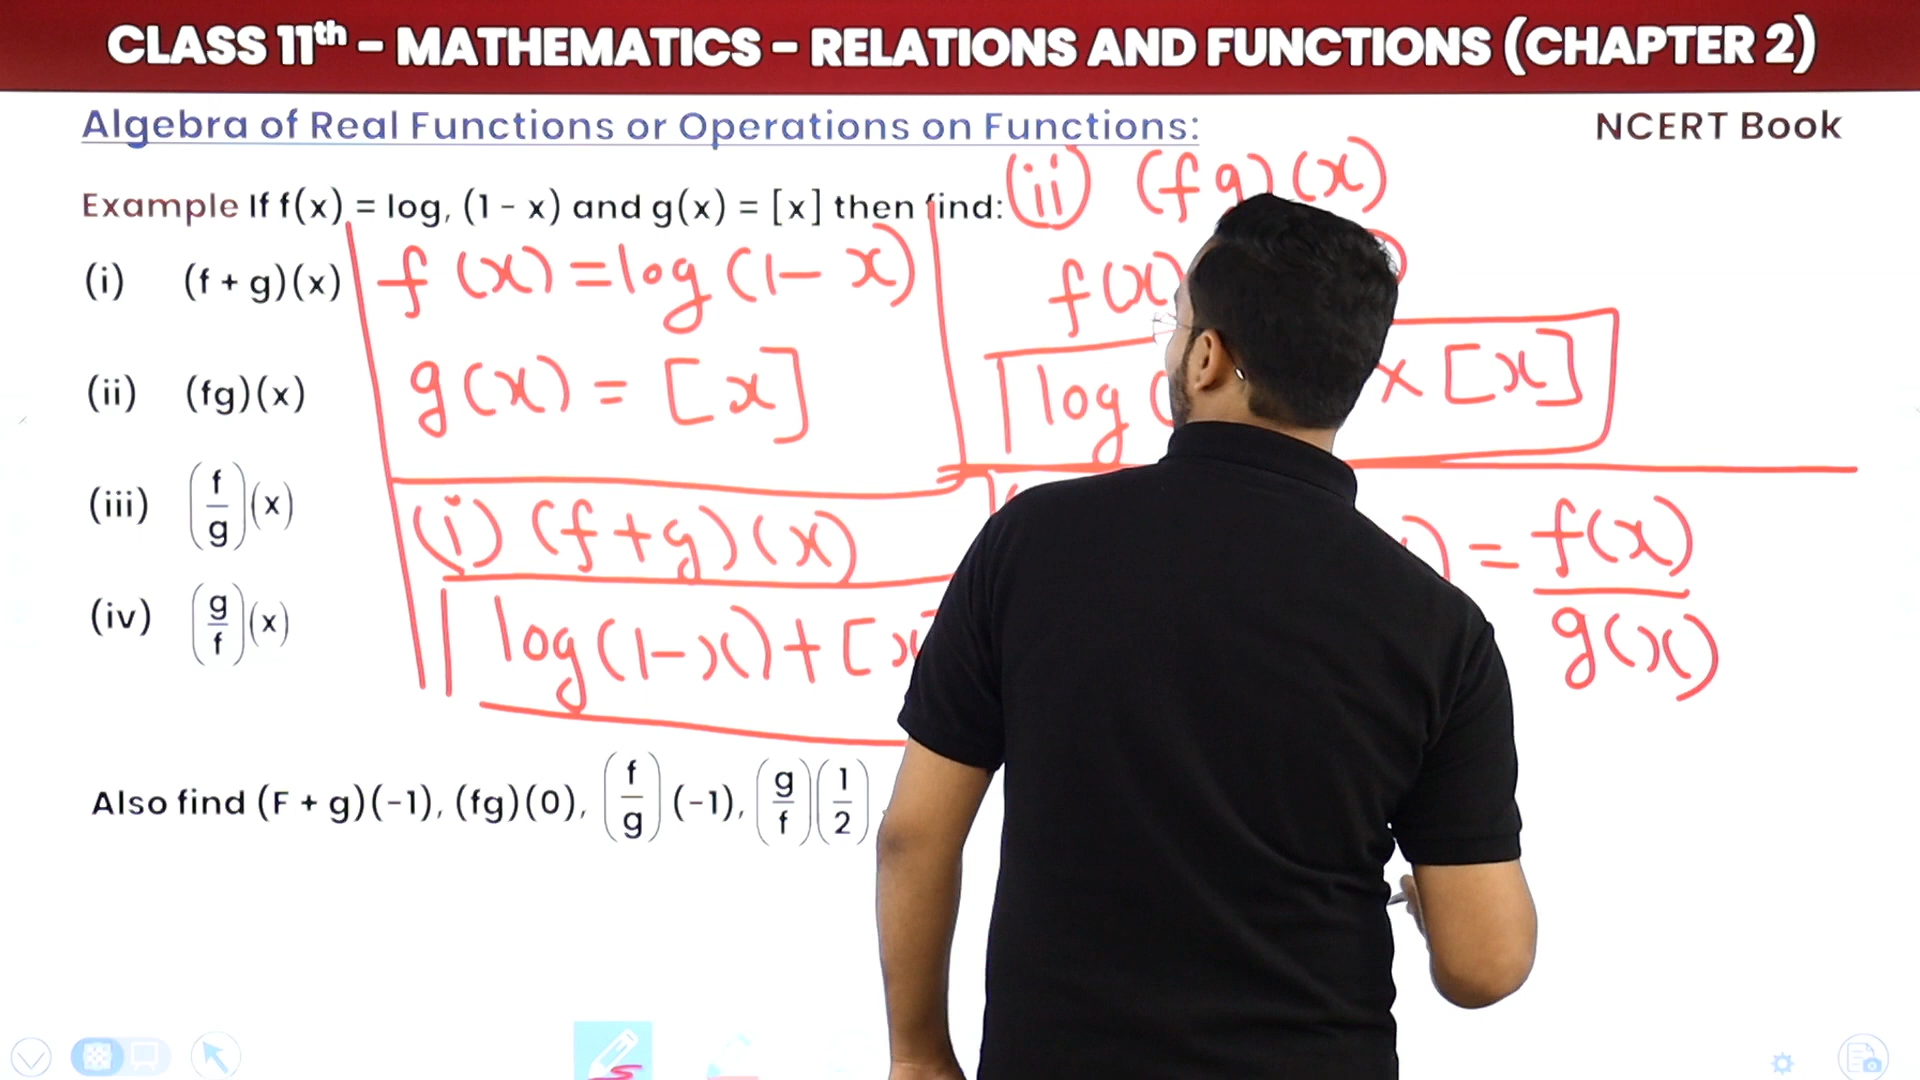 CLASS 11th – MATHEMATICS – RELATIONS AND FUNCTIONS (CHAPTER 2)
Algebra of Real Functions or Operations on Functions:
NCERT Book
Example If f(x) = log, (1 - x) and g(x) = [x] then find:
(i) (f + g)(x)
(ii) (fg)(x)
(iii) (f/g)(x)
(iv) (g/f)(x)
Also find (F + g)(-1), (fg)(0), (f/g)(-1), (g/f)(1/2)
f(x) = log(1-x)
g(x) = [x]
(i) (f+g)(x)
log(1-x)+[x
(ii) (fg)(x)
f(x)
log( x [x]
) = f(x)/g(x)